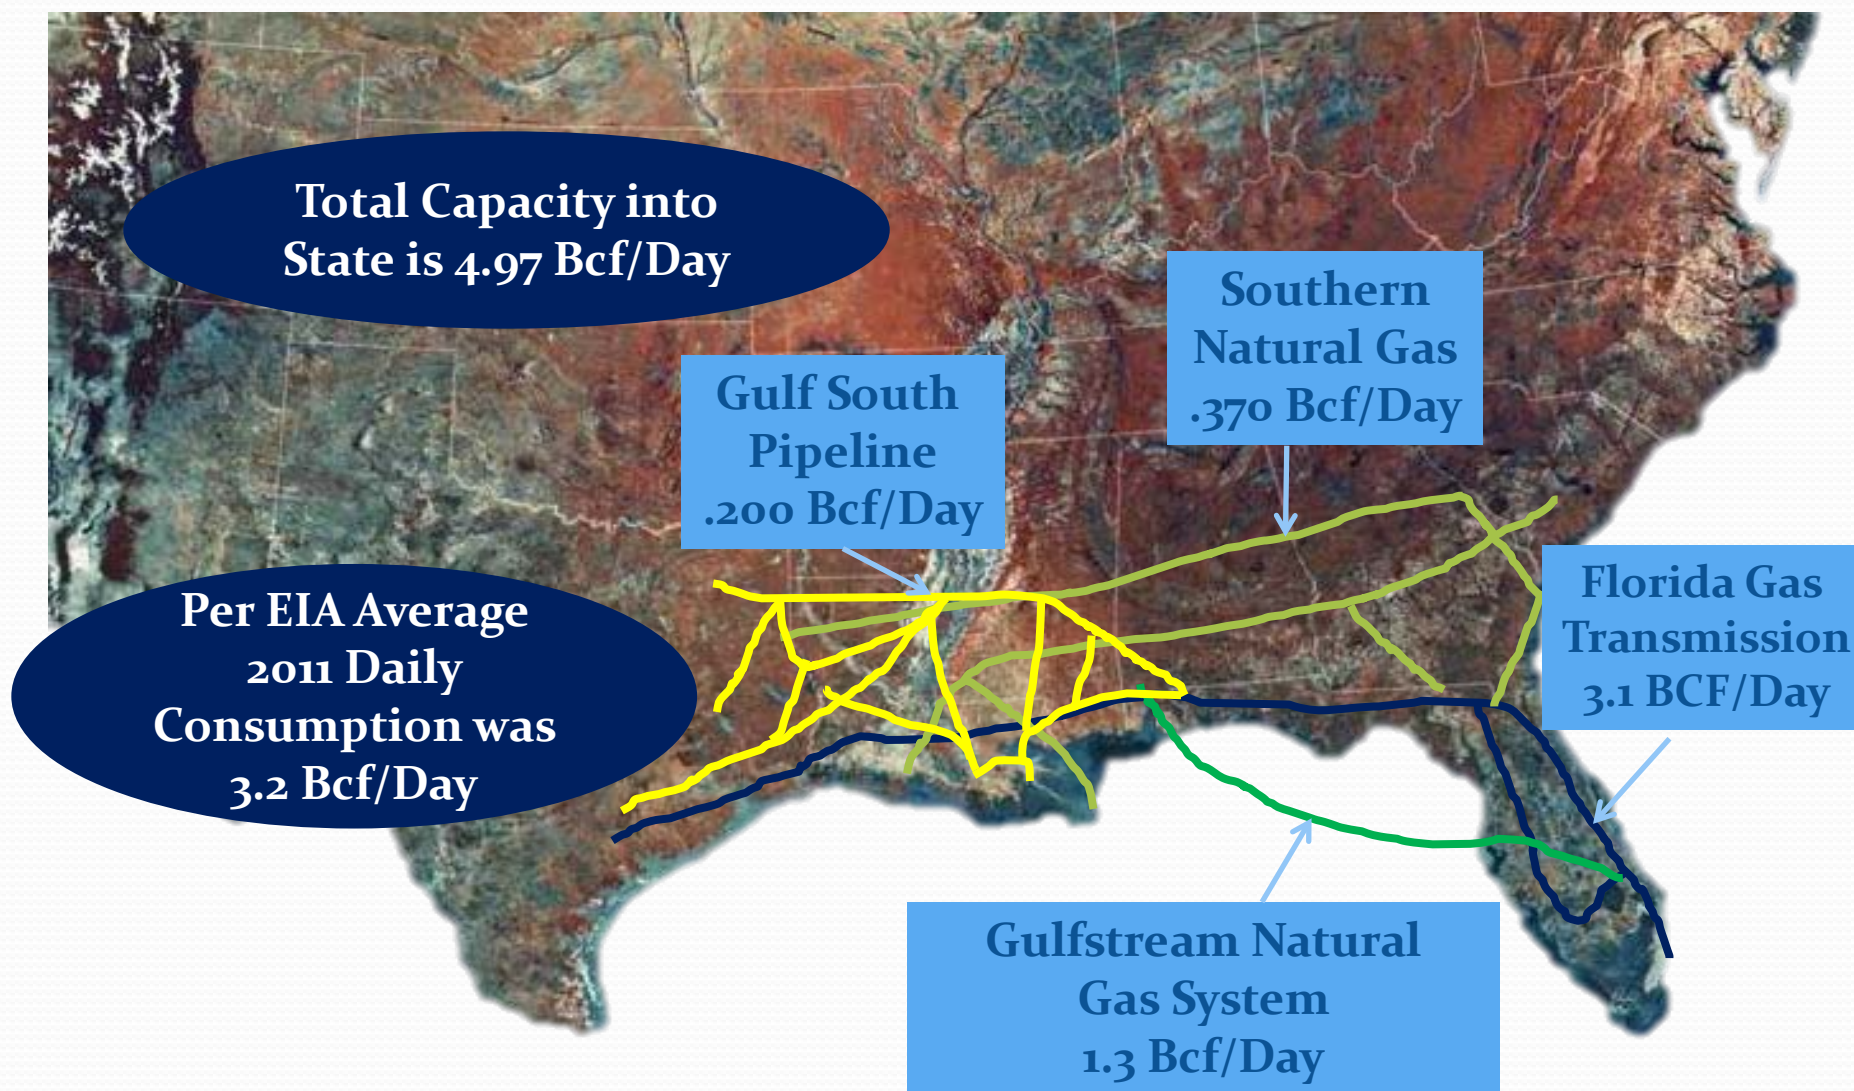 Total Capacity into
State is 4.97 Bcf/Day
Southern
Natural Gas
.370 Bcf/Day
Gulf South
Pipeline
.200 Bcf/Day
Per EIA Average
2011 Daily
Consumption was
3.2 Bcf/Day
Florida Gas
Transmission
3.1 BCF/Day
Gulfstream Natural
Gas System
1.3 Bcf/Day